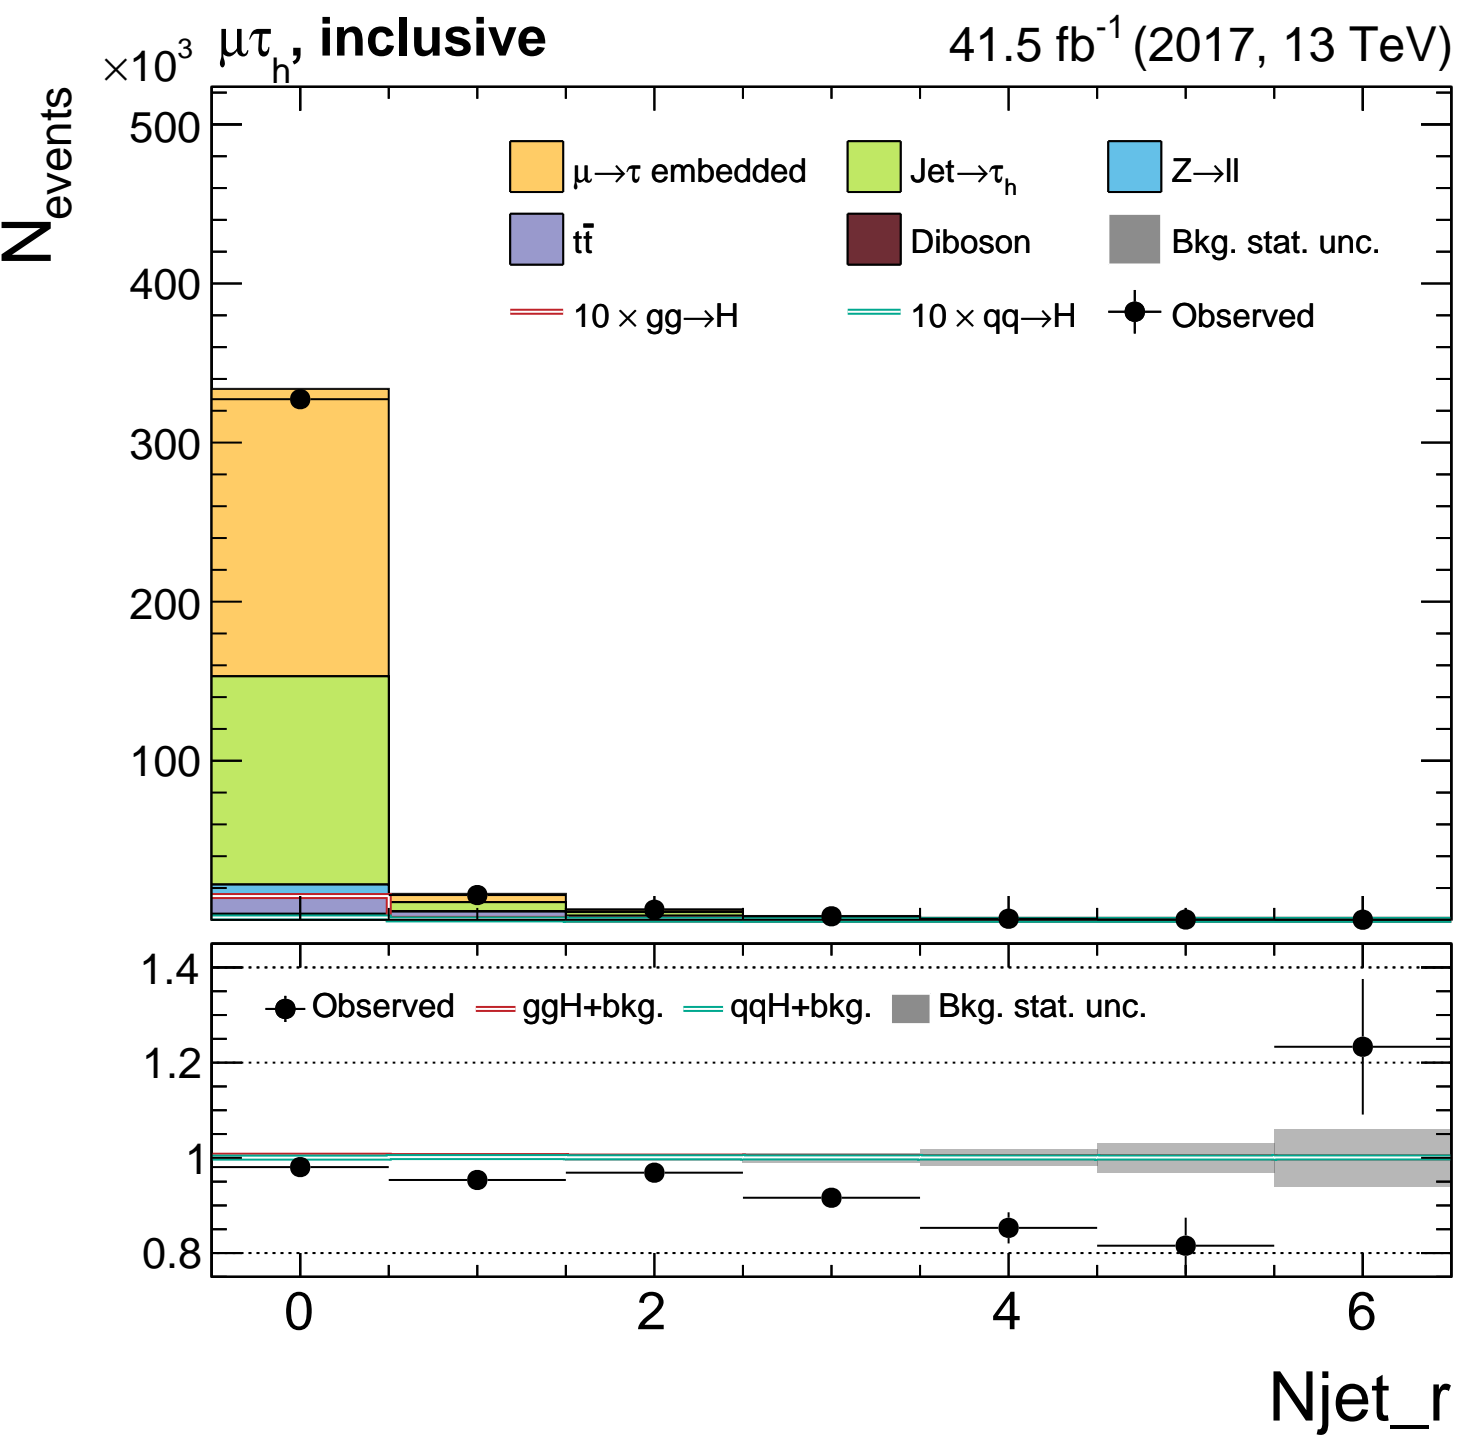 ×10³ μτₕ, inclusive 41.5 fb⁻¹ (2017, 13 TeV)
N_events
500
400
300
200
100
μ→τ embedded Jet→τₕ Z→ll
tt̄ Diboson Bkg. stat. unc.
10 × gg→H 10 × qq→H Observed
1.4
1.2
1
0.8
Observed ggH+bkg. qqH+bkg. Bkg. stat. unc.
0 2 4 6
Njet_r